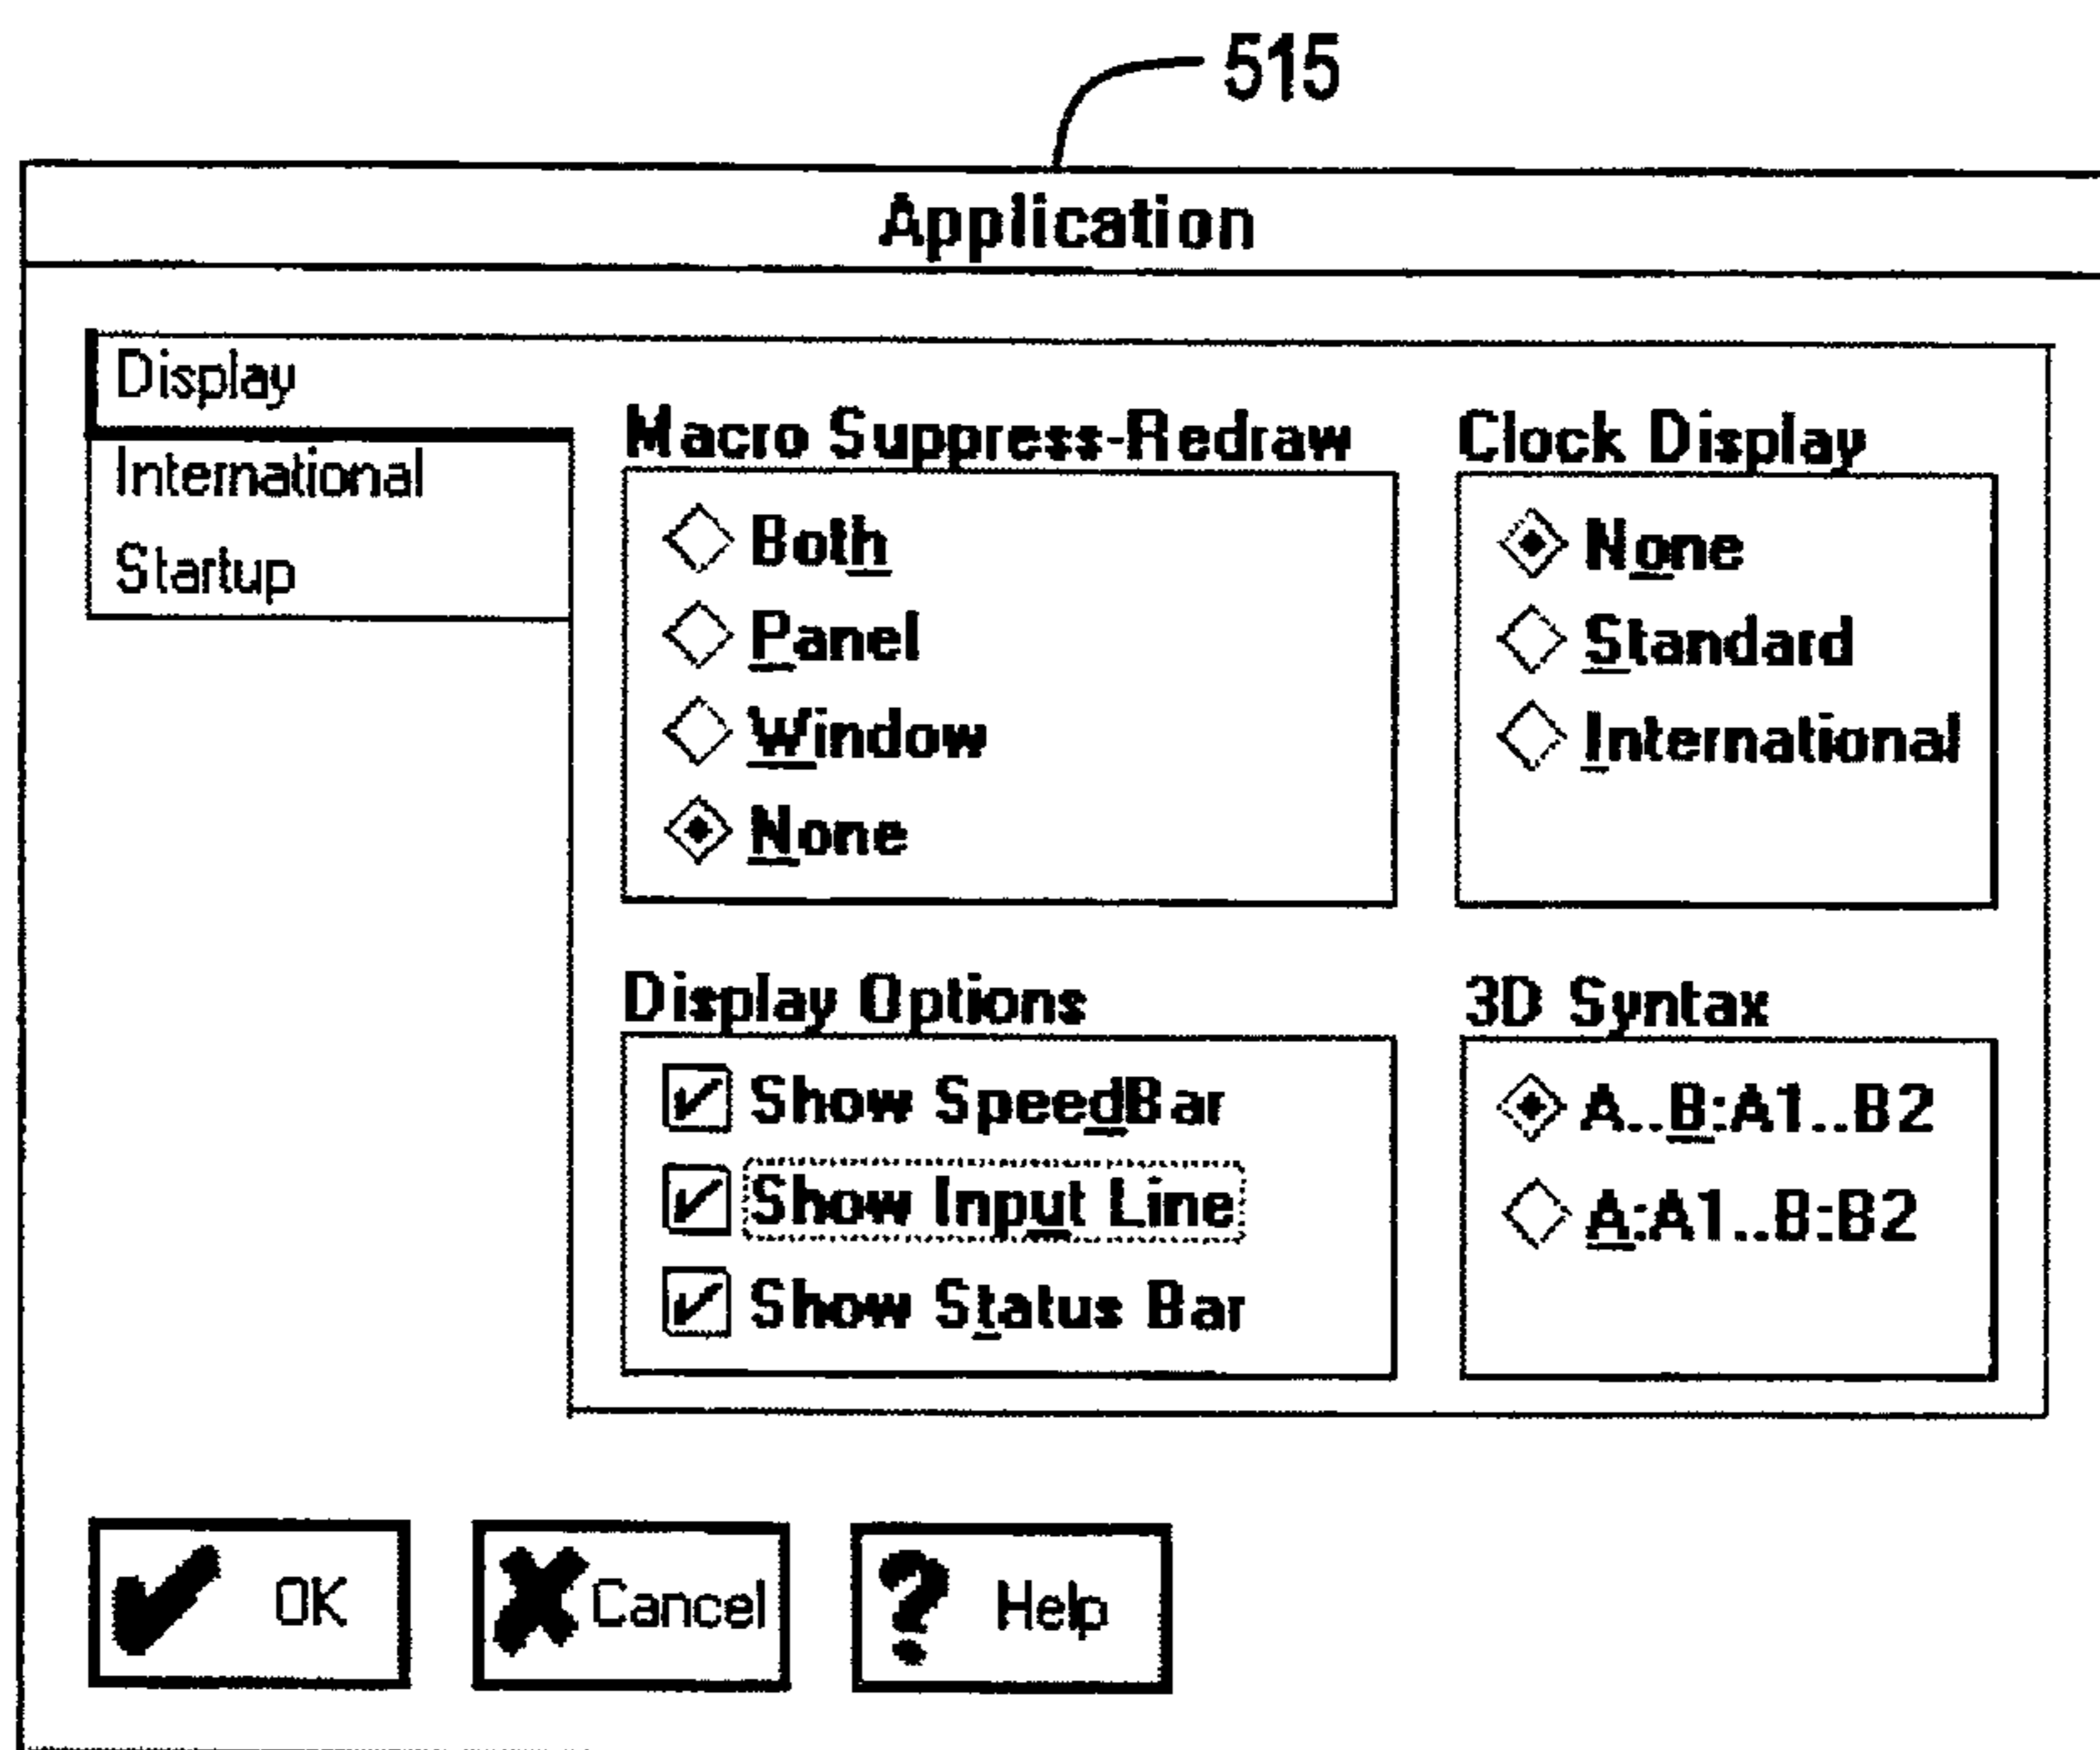 515
Application
Display
International
Startup
Macro Suppress-Redraw
Both
Panel
Window
None
Clock Display
None
Standard
International
Display Options
Show SpeedBar
Show Input Line
Show Status Bar
3D Syntax
A..B:A1..B2
A:A1..B:B2
OK
Cancel
Help